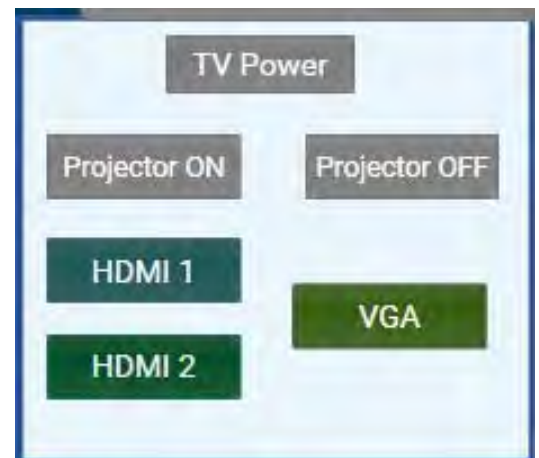 TV Power
Projector ON
Projector OFF
HDMI 1
VGA
HDMI 2